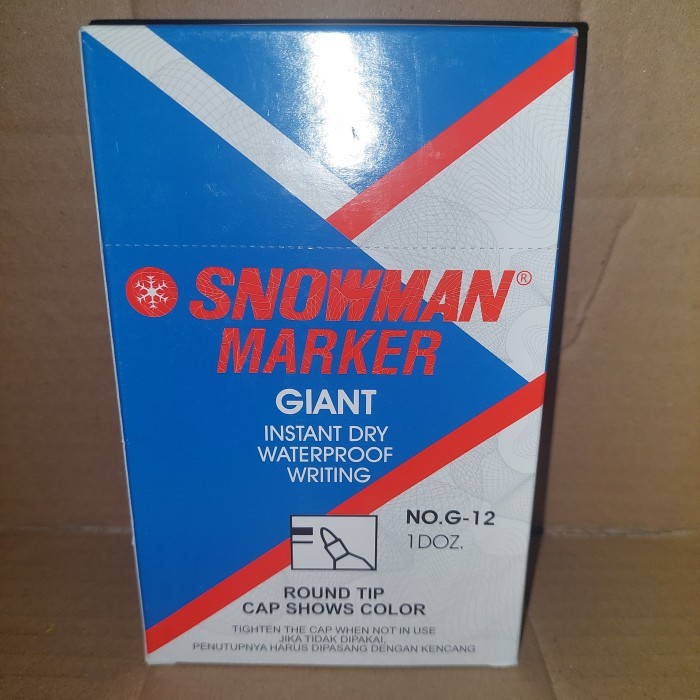 SNOWMAN®
MARKER
GIANT
INSTANT DRY
WATERPROOF
WRITING
NO.G-12
1DOZ.
ROUND TIP
CAP SHOWS COLOR
TIGHTEN THE CAP WHEN NOT IN USE
JIKA TIDAK DIPAKAI,
PENUTUPNYA HARUS DIPASANG DENGAN KENCANG